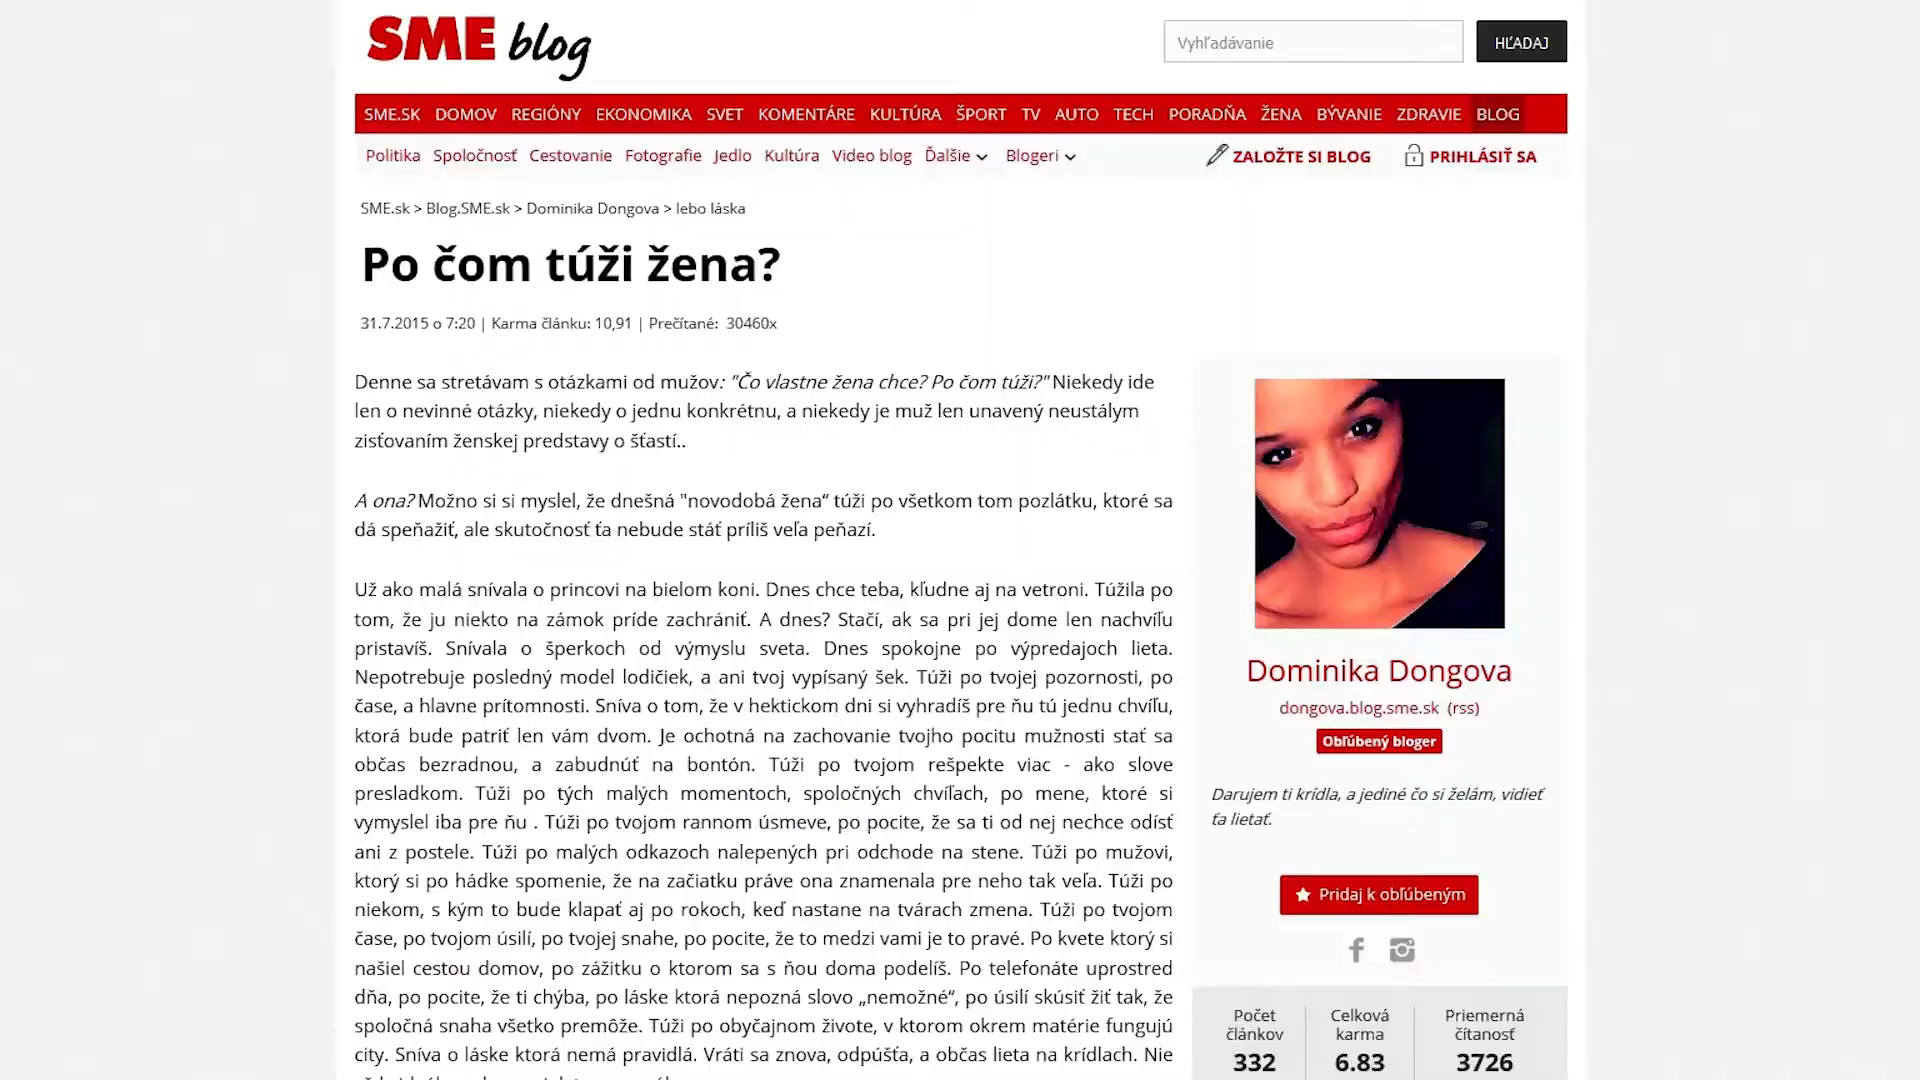 SME blog
Vyhľadávanie
HĽADAJ
SME.SK DOMOV REGIÓNY EKONOMIKA SVET KOMENTÁRE KULTÚRA ŠPORT TV AUTO TECH PORADŇA ŽENA BÝVANIE ZDRAVIE BLOG
Politika Spoločnosť Cestovanie Fotografie Jedlo Kultúra Video blog Ďalšie Blogeri
ZALOŽTE SI BLOG PRIHLÁSIŤ SA
SME.sk > Blog.SME.sk > Dominika Dongova > lebo láska
Po čom túži žena?
31.7.2015 o 7:20 | Karma článku: 10,91 | Prečítané: 30460x
Denne sa stretávam s otázkami od mužov: "Čo vlastne žena chce? Po čom túži?" Niekedy ide
len o nevinné otázky, niekedy o jednu konkrétnu, a niekedy je muž len unavený neustálym
zisťovaním ženskej predstavy o šťastí..
A ona? Možno si si myslel, že dnešná "novodobá žena“ túži po všetkom tom pozlátku, ktoré sa
dá speňažiť, ale skutočnosť ťa nebude stáť príliš veľa peňazí.
Už ako malá snívala o princovi na bielom koni. Dnes chce teba, kľudne aj na vetroni. Túžila po
tom, že ju niekto na zámok príde zachrániť. A dnes? Stačí, ak sa pri jej dome len nachvíľu
pristavíš. Snívala o šperkoch od výmyslu sveta. Dnes spokojne po výpredajoch lieta.
Nepotrebuje posledný model lodičiek, a ani tvoj vypísaný šek. Túži po tvojej pozornosti, po
čase, a hlavne prítomnosti. Sníva o tom, že v hektickom dni si vyhradíš pre ňu tú jednu chvíľu,
ktorá bude patriť len vám dvom. Je ochotná na zachovanie tvojho pocitu mužnosti stať sa
občas bezradnou, a zabudnúť na bontón. Túži po tvojom rešpekte viac - ako slove
presladkom. Túži po tých malých momentoch, spoločných chvíľach, po mene, ktoré si
vymyslel iba pre ňu . Túži po tvojom rannom úsmeve, po pocite, že sa ti od nej nechce odísť
ani z postele. Túži po malých odkazoch nalepených pri odchode na stene. Túži po mužovi,
ktorý si po hádke spomenie, že na začiatku práve ona znamenala pre neho tak veľa. Túži po
niekom, s kým to bude klapať aj po rokoch, keď nastane na tvárach zmena. Túži po tvojom
čase, po tvojom úsilí, po tvojej snahe, po pocite, že to medzi vami je to pravé. Po kvete ktorý si
našiel cestou domov, po zážitku o ktorom sa s ňou doma podelíš. Po telefonáte uprostred
dňa, po pocite, že ti chýba, po láske ktorá nepozná slovo „nemožné“, po úsilí skúsiť žiť tak, že
spoločná snaha všetko premôže. Túži po obyčajnom živote, v ktorom okrem matérie fungujú
city. Sníva o láske ktorá nemá pravidlá. Vráti sa znova, odpúšťa, a občas lieta na krídlach. Nie
Dominika Dongova
dongova.blog.sme.sk (rss)
Obľúbený bloger
Darujem ti krídla, a jediné čo si želám, vidieť
ťa lietať.
Pridaj k obľúbeným
Počet článkov
332
Celková karma
6.83
Priemerná čítanosť
3726